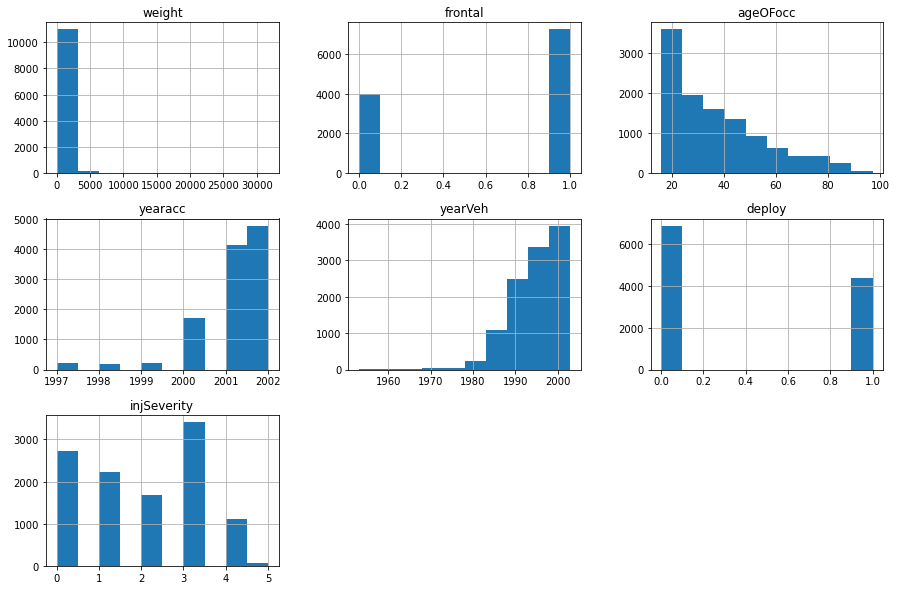 weight
10000
8000
6000
4000
2000
0
0 5000 10000 15000 20000 25000 30000
frontal
6000
4000
2000
0
0.0 0.2 0.4 0.6 0.8 1.0
ageOFocc
3000
2000
1000
0
20 40 60 80 100
yearacc
5000
4000
3000
2000
1000
0
1997 1998 1999 2000 2001 2002
yearVeh
4000
3000
2000
1000
0
1960 1970 1980 1990 2000
deploy
6000
4000
2000
0
0.0 0.2 0.4 0.6 0.8 1.0
injSeverity
3000
2000
1000
0
0 1 2 3 4 5